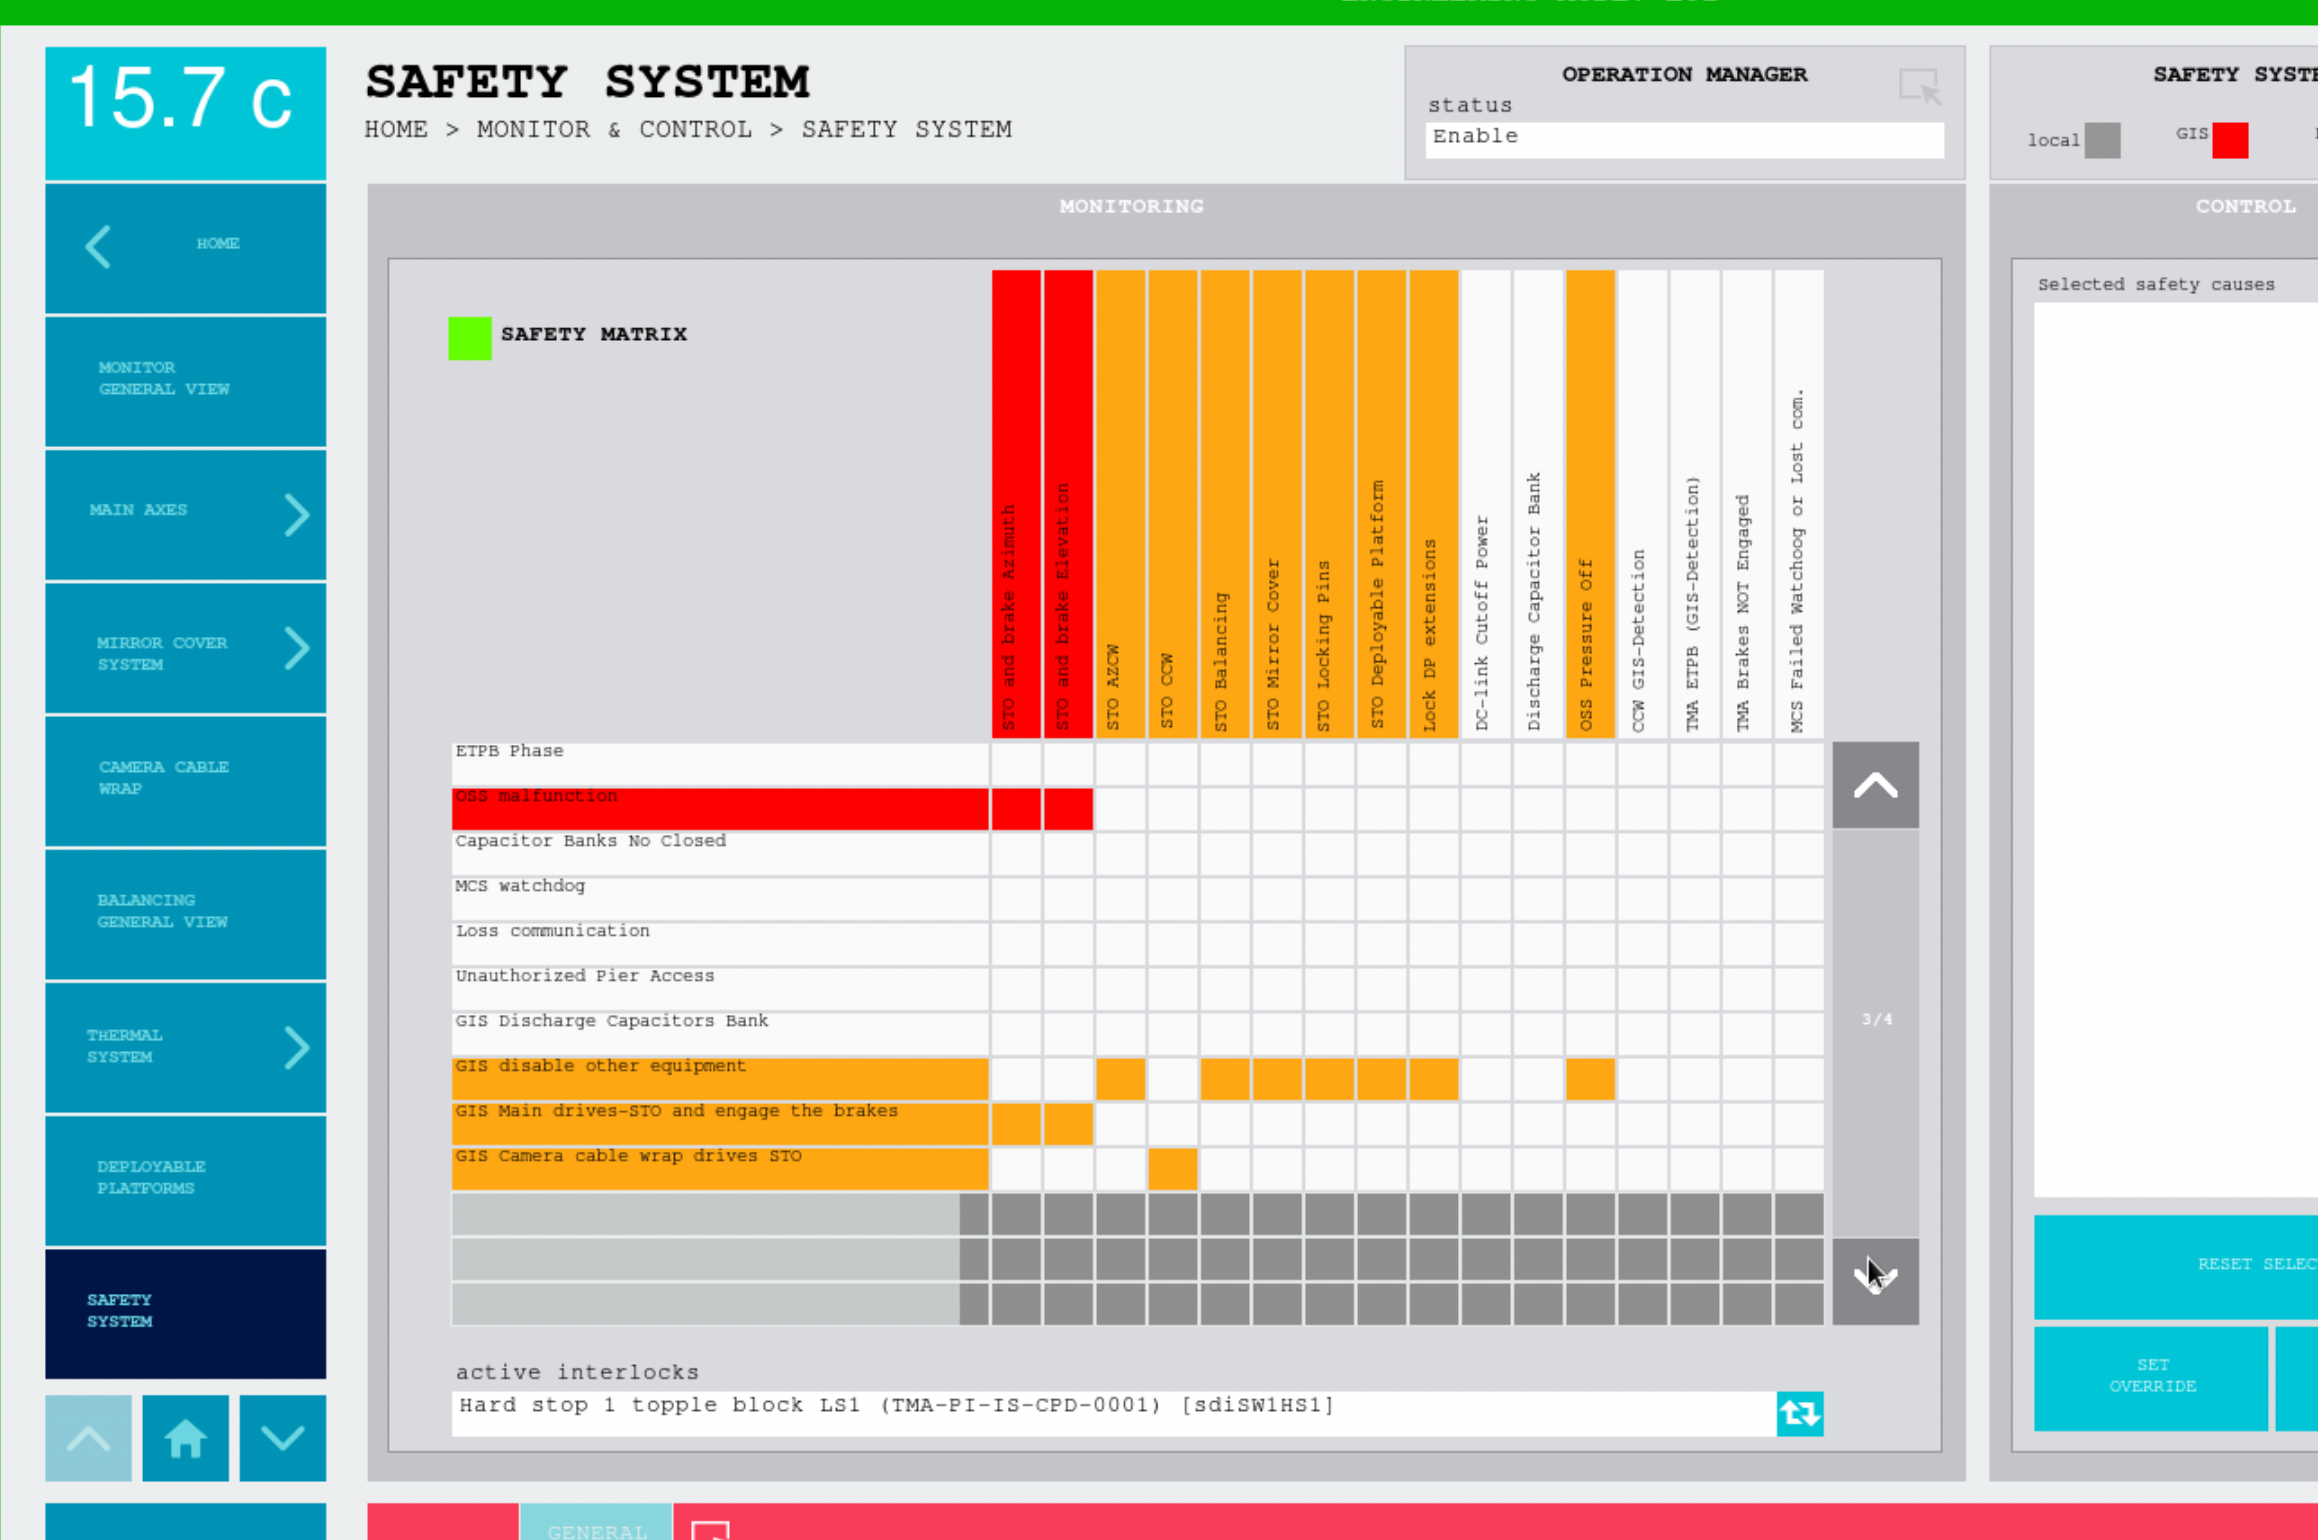 15.7 c
SAFETY SYSTEM
HOME > MONITOR & CONTROL > SAFETY SYSTEM
OPERATION MANAGER
status
Enable
local
GIS
HOME
MONITOR
GENERAL VIEW
MAIN AXES
MIRROR COVER
SYSTEM
CAMERA CABLE
WRAP
BALANCING
GENERAL VIEW
THERMAL
SYSTEM
DEPLOYABLE
PLATFORMS
SAFETY
SYSTEM
MONITORING
SAFETY MATRIX
STO and brake Azimuth
STO and brake Elevation
STO AZCW
STO CCW
STO Balancing
STO Mirror Cover
STO Locking Pins
STO Deployable Platform
Lock DP extensions
DC-link Cutoff Power
Discharge Capacitor Bank
OSS Pressure Off
CCW GIS-Detection
TMA ETPB (GIS-Detection)
TMA Brakes NOT Engaged
MCS Failed Watchoog or Lost com.
ETPB Phase
OSS malfunction
Capacitor Banks No Closed
MCS watchdog
Loss communication
Unauthorized Pier Access
GIS Discharge Capacitors Bank
GIS disable other equipment
GIS Main drives-STO and engage the brakes
GIS Camera cable wrap drives STO
3/4
active interlocks
Hard stop 1 topple block LS1 (TMA-PI-IS-CPD-0001) [sdiSW1HS1]
SAFETY SYSTE
CONTROL
Selected safety causes
RESET SELEC
SET
OVERRIDE
GENERAL